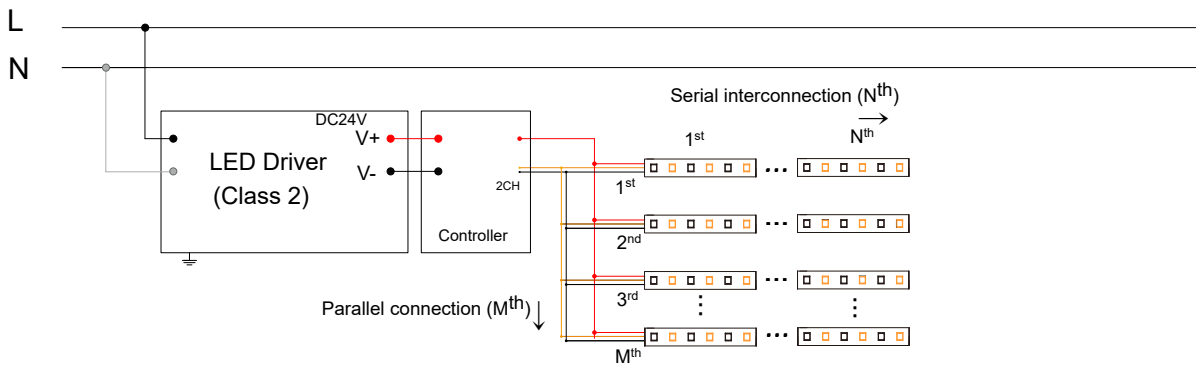 L
N
Serial interconnection (Nth)
1st
Nth
DC24V
V+
LED Driver
(Class 2)
V-
2CH
1st
Controller
2nd
3rd
Parallel connection (Mth)
Mth